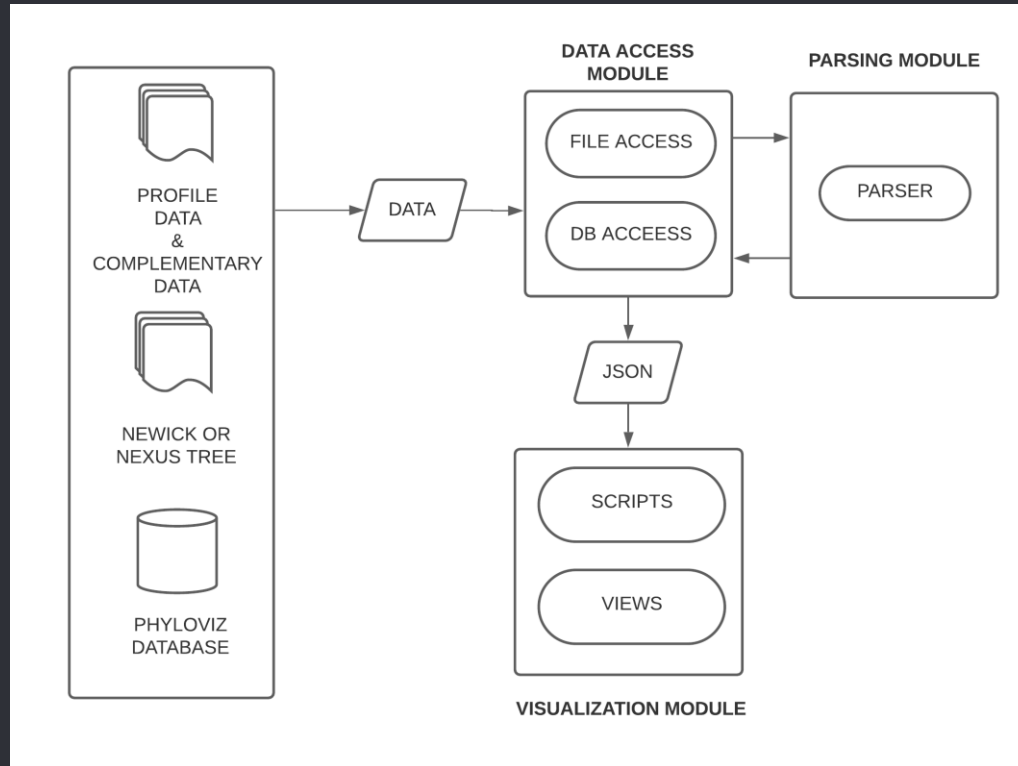 PROFILE
DATA
&
COMPLEMENTARY
DATA
NEWICK OR
NEXUS TREE
PHYLOVIZ
DATABASE
DATA
DATA ACCESS
MODULE
FILE ACCESS
DB ACCEESS
PARSING MODULE
PARSER
JSON
SCRIPTS
VIEWS
VISUALIZATION MODULE